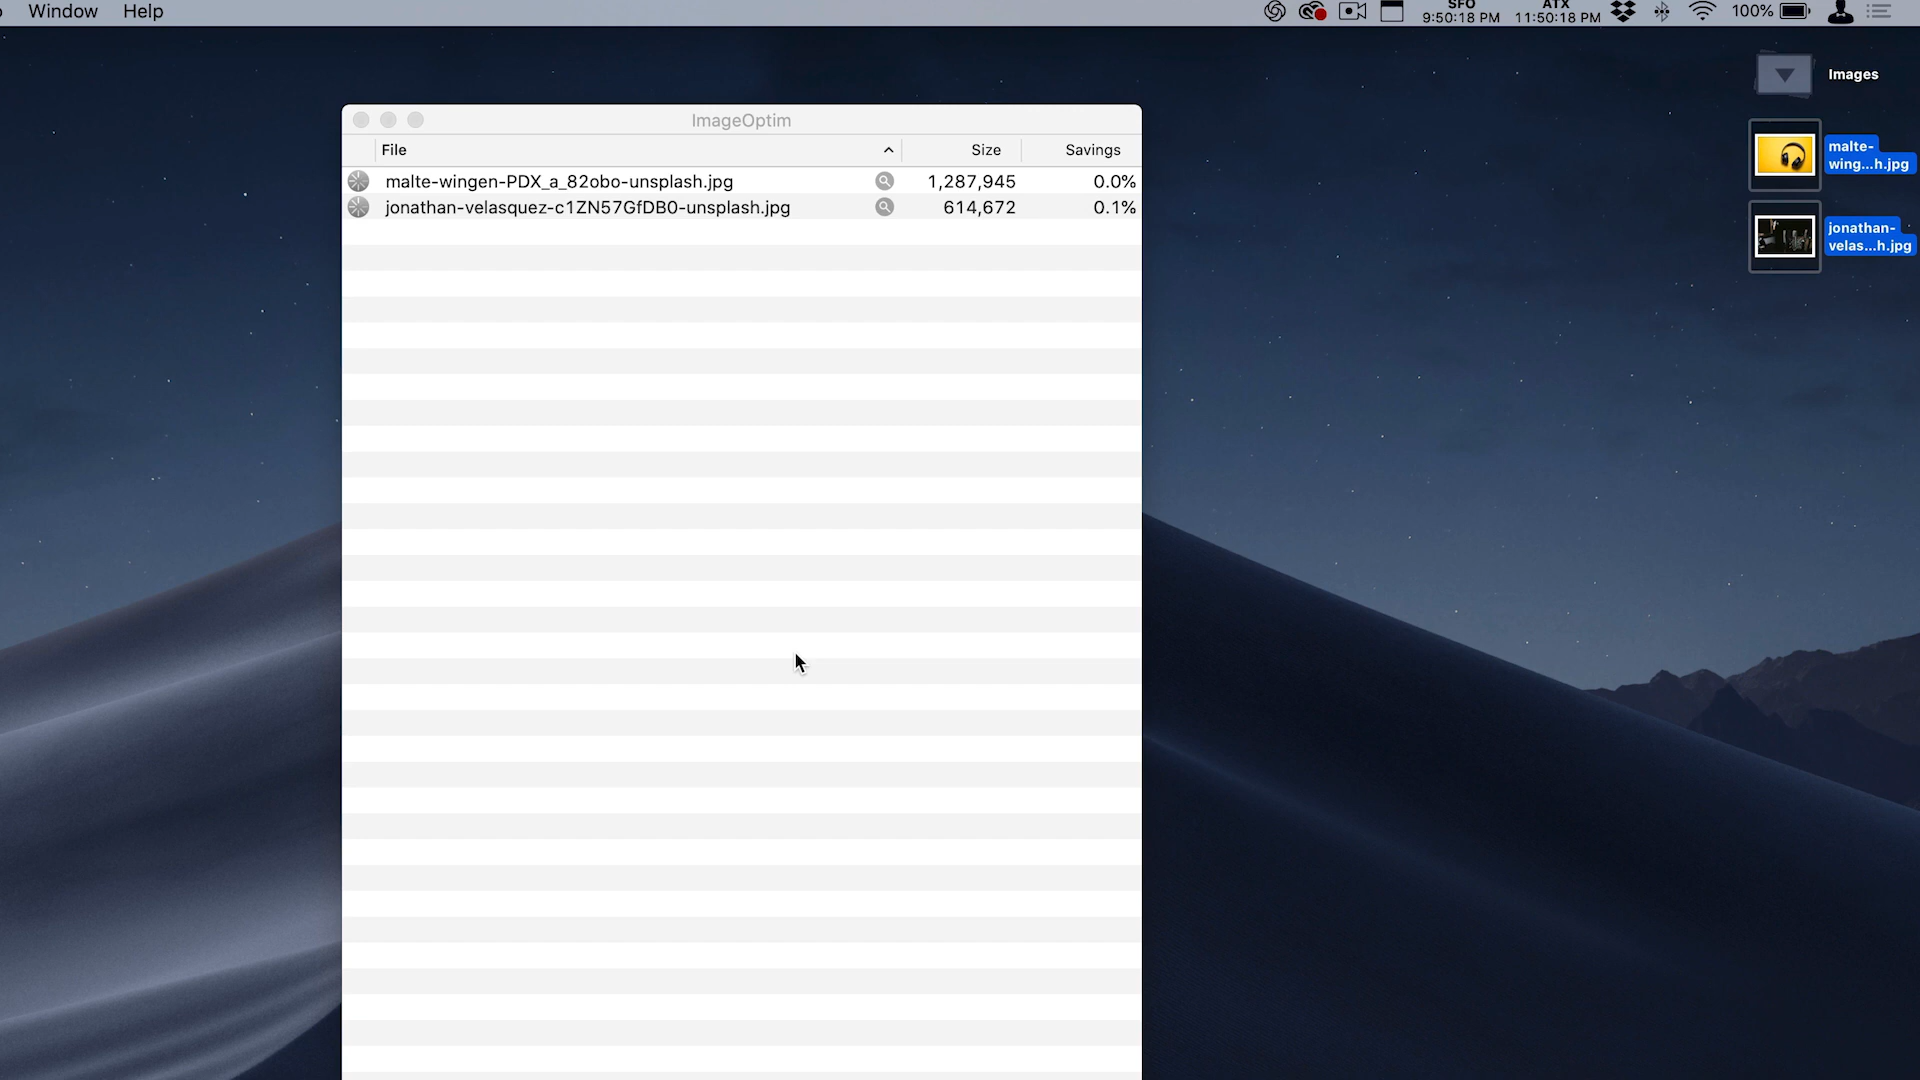 Window Help
SFO ATX
9:50:18 PM 11:50:18 PM 100%
Images
ImageOptim
File Size Savings
malte-wingen-PDX_a_82obo-unsplash.jpg 1,287,945 0.0%
jonathan-velasquez-c1ZN57GfDB0-unsplash.jpg 614,672 0.1%
malte-
wing...h.jpg
jonathan-
velas...h.jpg